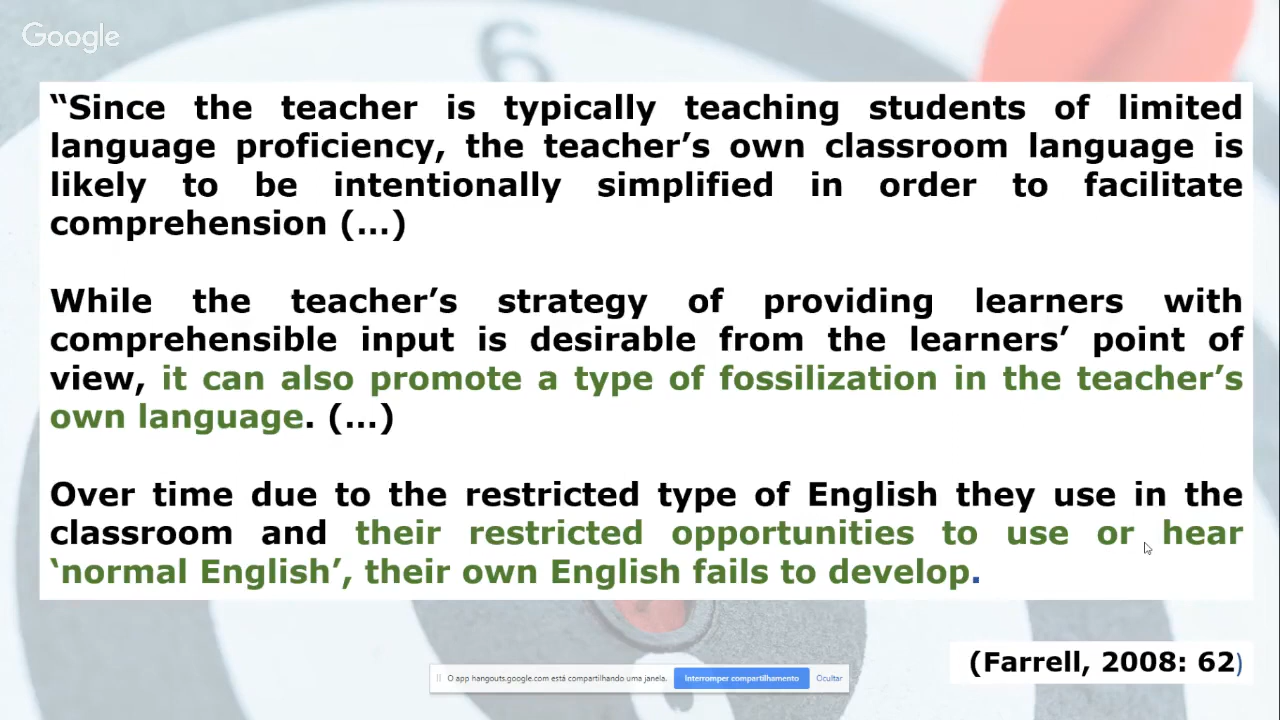 Google
6
“Since the teacher is typically teaching students of limited
language proficiency, the teacher’s own classroom language is
likely to be intentionally simplified in order to facilitate
comprehension (...)
While the teacher’s strategy of providing learners with
comprehensible input is desirable from the learners’ point of
view, it can also promote a type of fossilization in the teacher’s
own language. (...)
Over time due to the restricted type of English they use in the
classroom and their restricted opportunities to use or hear
‘normal English’, their own English fails to develop.
(Farrell, 2008: 62)
O app hangouts.google.com está compartilhando uma janela. Interromper compartilhamento Ocultar